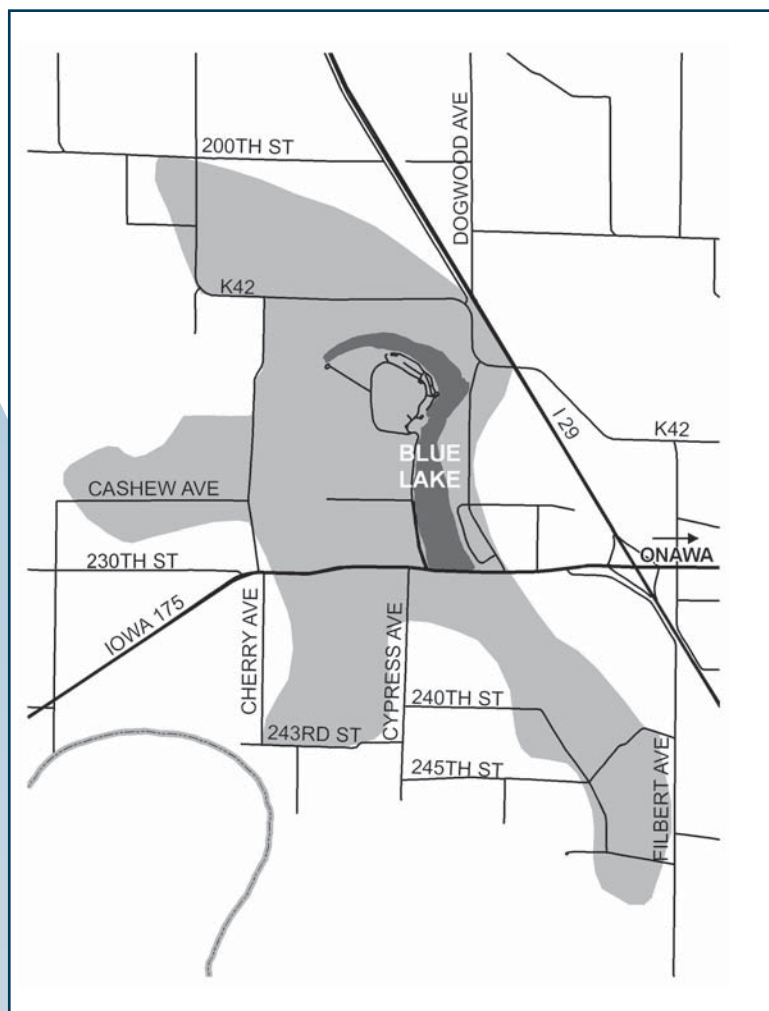 200TH ST
DOGWOOD AVE
K42
I 29
K42
BLUE
LAKE
CASHEW AVE
ONAWA
230TH ST
IOWA 175
CHERRY AVE
CYPRESS AVE
240TH ST
243RD ST
245TH ST
FILBERT AVE